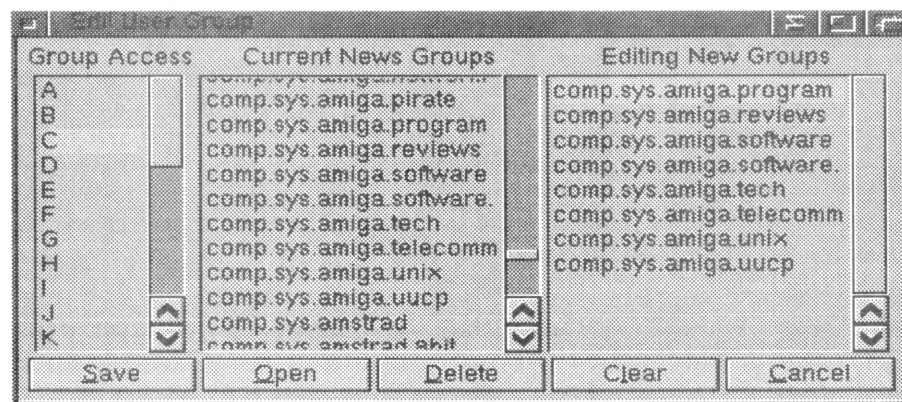 Edit User Group
Group Access
Current News Groups
Editing New Groups
A
B
C
D
E
F
G
H
I
J
K
comp.sys.amiga.pirate
comp.sys.amiga.program
comp.sys.amiga.reviews
comp.sys.amiga.software
comp.sys.amiga.software.
comp.sys.amiga.tech
comp.sys.amiga.telecomm
comp.sys.amiga.unix
comp.sys.amiga.uucp
comp.sys.amstrad
comp.sys.amstrad.8bit
comp.sys.amiga.program
comp.sys.amiga.reviews
comp.sys.amiga.software
comp.sys.amiga.software.
comp.sys.amiga.tech
comp.sys.amiga.telecomm
comp.sys.amiga.unix
comp.sys.amiga.uucp
Save
Open
Delete
Clear
Cancel